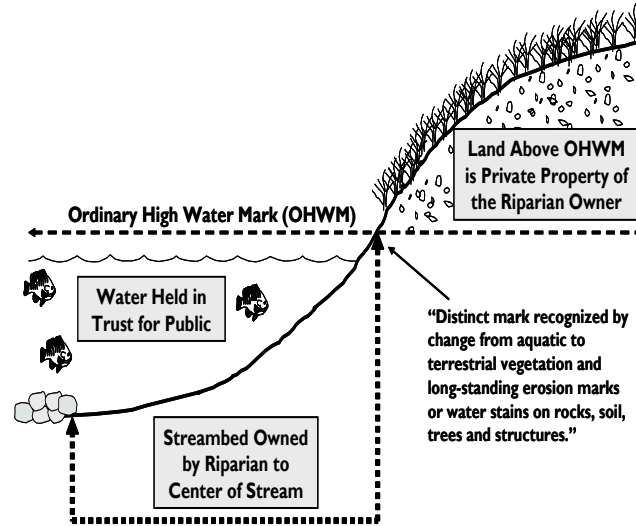 Land Above OHWM
is Private Property of
the Riparian Owner
Ordinary High Water Mark (OHWM)
Water Held in
Trust for Public
“Distinct mark recognized by
change from aquatic to
terrestrial vegetation and
long-standing erosion marks
or water stains on rocks, soil,
trees and structures.”
Streambed Owned
by Riparian to
Center of Stream